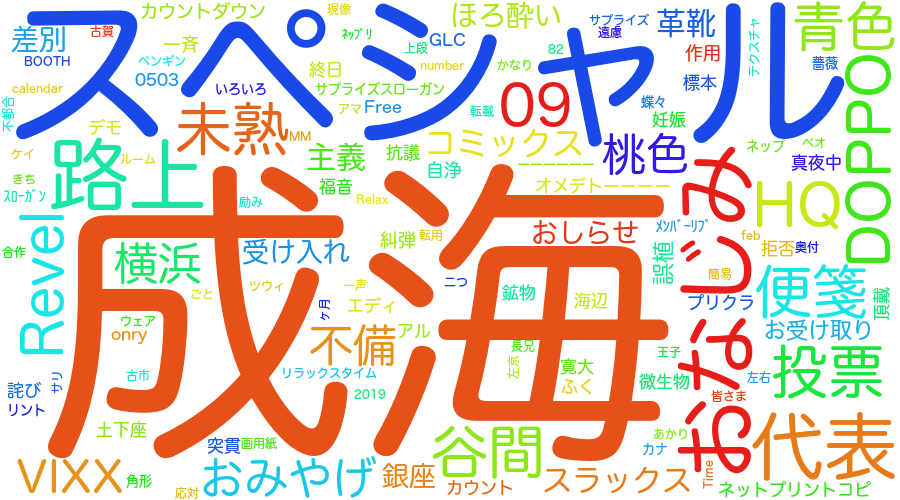 カウントダウン
現像
ほろ酔い
サプライズ
遠慮
革靴
青色
スペシャル
差別
古賀
一斉
ネップリ
上段
GLC
作用
テクスチャ
BOOTH
ペンギン
0503
終日
number
かなり
82
標本
薔薇
calendar
いろいろ
サプライズスローガン
アマ
Free
転載
09
蝶々
妊娠
不都合
デモ
未熟
MM
コミックス
桃色
ネップ
ベオ
真夜中
DOPPO
ケイ
ルーム
路上
主義
抗議
自浄
ーーーーーー
きち
福音
オメデトーーーー
HQ
スローガン
励み
Relax
転用
糾弾
おしらせ
メンバーリプ
feb
拒否
奥付
合作
Revel
横浜
受け入れ
成海
二つ
鉱物
海辺
誤植
簡易
便箋
頂戴
ごと
ツウィ
ケ月
一声
エディ
プリクラ
おなじみ
ウェア
onry
不備
アル
長兄
左京
寛大
ふく
王子
お受け取り
投票
古市
リラックスタイム
2019
微生物
左右
詫び
サリ
リント
皆さま
土下座
突貫
画用紙
谷間
あかり
カナ
代表
VIXX
角形
応対
おみやげ
銀座
カウント
スラックス
Time
ネットプリント
コピ